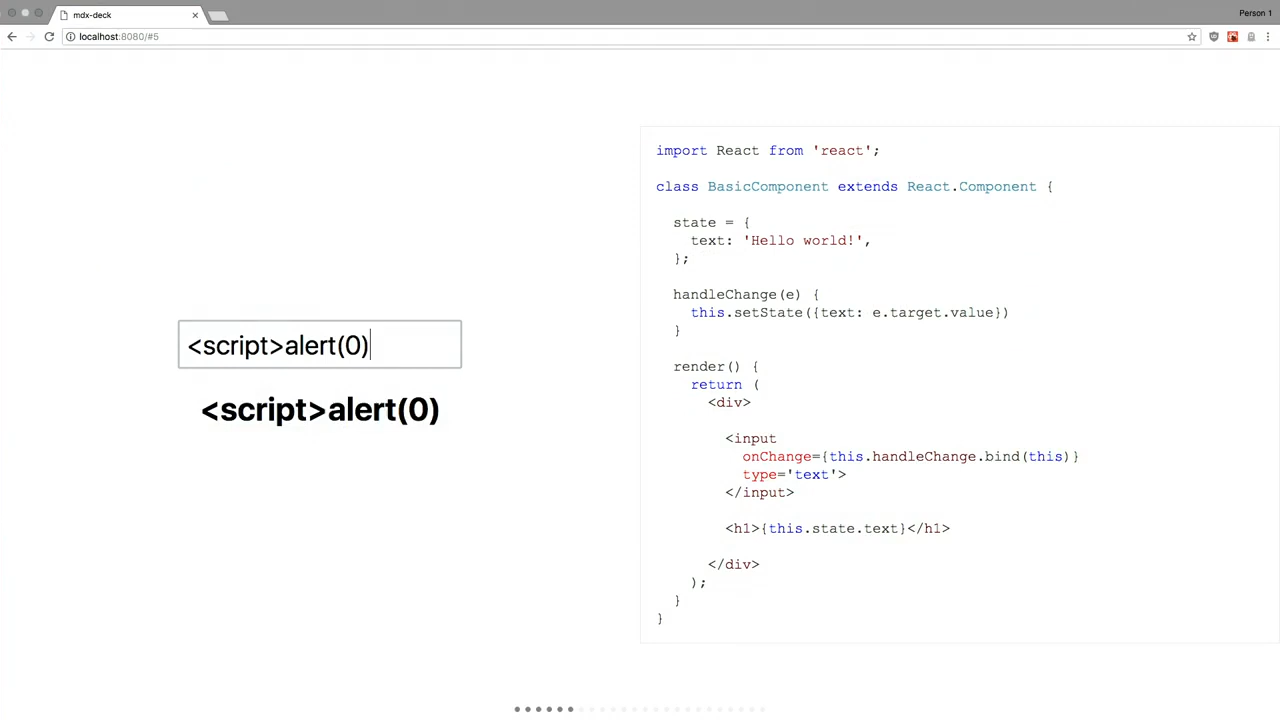 mdx-deck
Person 1
localhost:8080/#5
<script>alert(0)
<script>alert(0)
import React from 'react';
class BasicComponent extends React.Component {
state = {
text: 'Hello world!',
};
handleChange(e) {
this.setState({text: e.target.value})
}
render() {
return (
<div>
<input
onChange={this.handleChange.bind(this)}
type='text'>
</input>
<h1>{this.state.text}</h1>
</div>
);
}
}